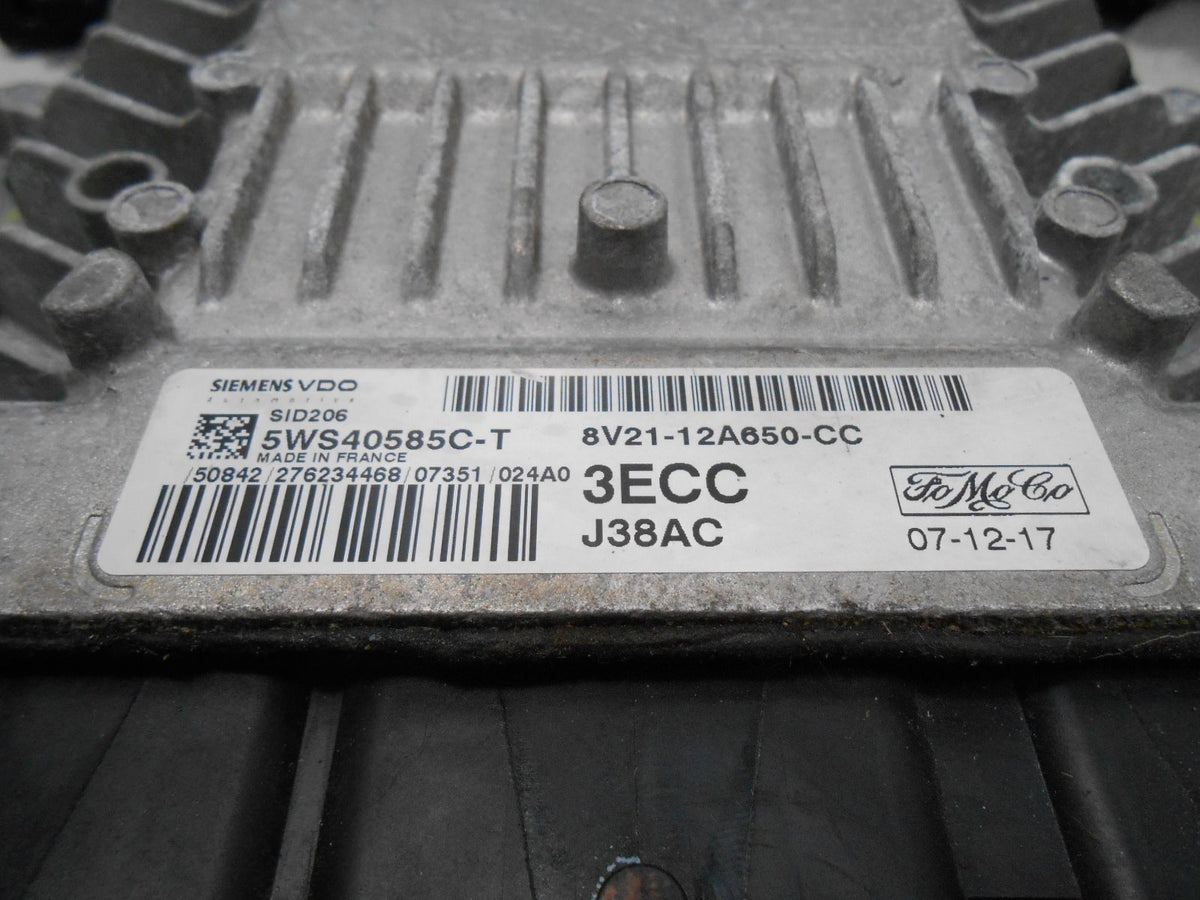 SIEMENS VDO
Automotive
SID206
5WS40585C-T
MADE IN FRANCE
/50842/276234468/07351/024A0
8V21-12A650-CC
3ECC
J38AC
FoMoCo
07-12-17